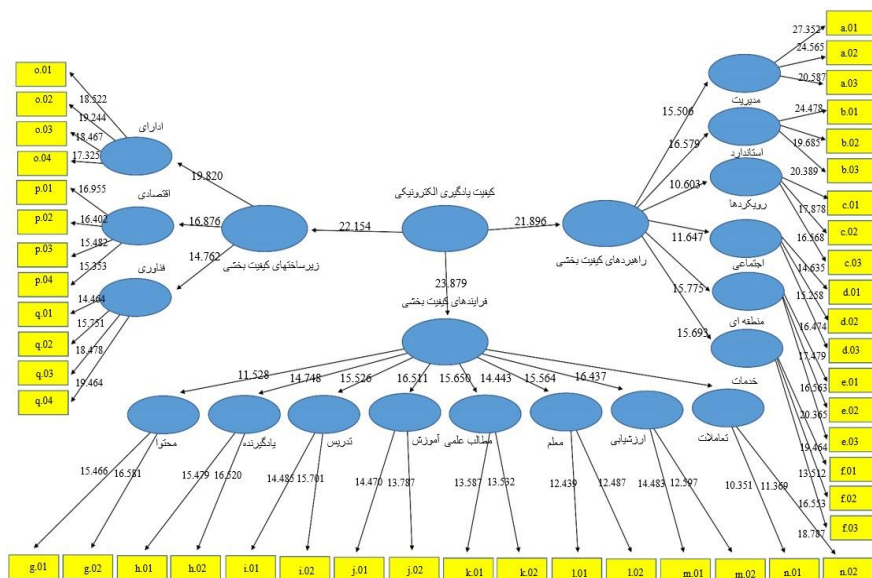 27.352
a.01
24.565
a.02
20.587
a.03
15.506
مدیریت
24.478
b.01
b.02
19.685
b.03
16.579
استاندارد
20.389
c.01
17.878
c.02
16.568
c.03
10.603
رویکردها
14.635
d.01
15.258
d.02
16.474
d.03
11.647
اجتماعی
17.479
e.01
16.563
e.02
20.365
e.03
15.775
منطقه ای
19.464
f.01
13.512
f.02
16.553
f.03
18.787
15.693
خدمات
کیفیت یادگیری الکترونیکی
21.896
راهبردهای کیفیت بخشی
22.154
زیرساختهای کیفیت بخشی
23.879
فرایندهای کیفیت بخشی
o.01
18.522
o.02
19.244
o.03
18.467
o.04
17.325
ادارای
19.820
p.01
16.955
p.02
16.402
p.03
15.482
p.04
15.353
اقتصادی
16.876
q.01
14.464
q.02
15.751
q.03
18.478
q.04
19.464
فناوری
14.762
11.528
14.748
15.526
16.511
15.650
14.443
15.564
16.437
محتوا
یادگیرنده
تدریس
آموزش
مطالب علمی
معلم
ارزشیابی
تعاملات
15.466
16.581
15.479
16.520
14.485
15.701
14.470
13.787
13.587
13.532
12.439
12.487
14.483
12.597
10.351
11.369
g.01
g.02
h.01
h.02
i.01
i.02
j.01
j.02
k.01
k.02
l.01
l.02
m.01
m.02
n.01
n.02